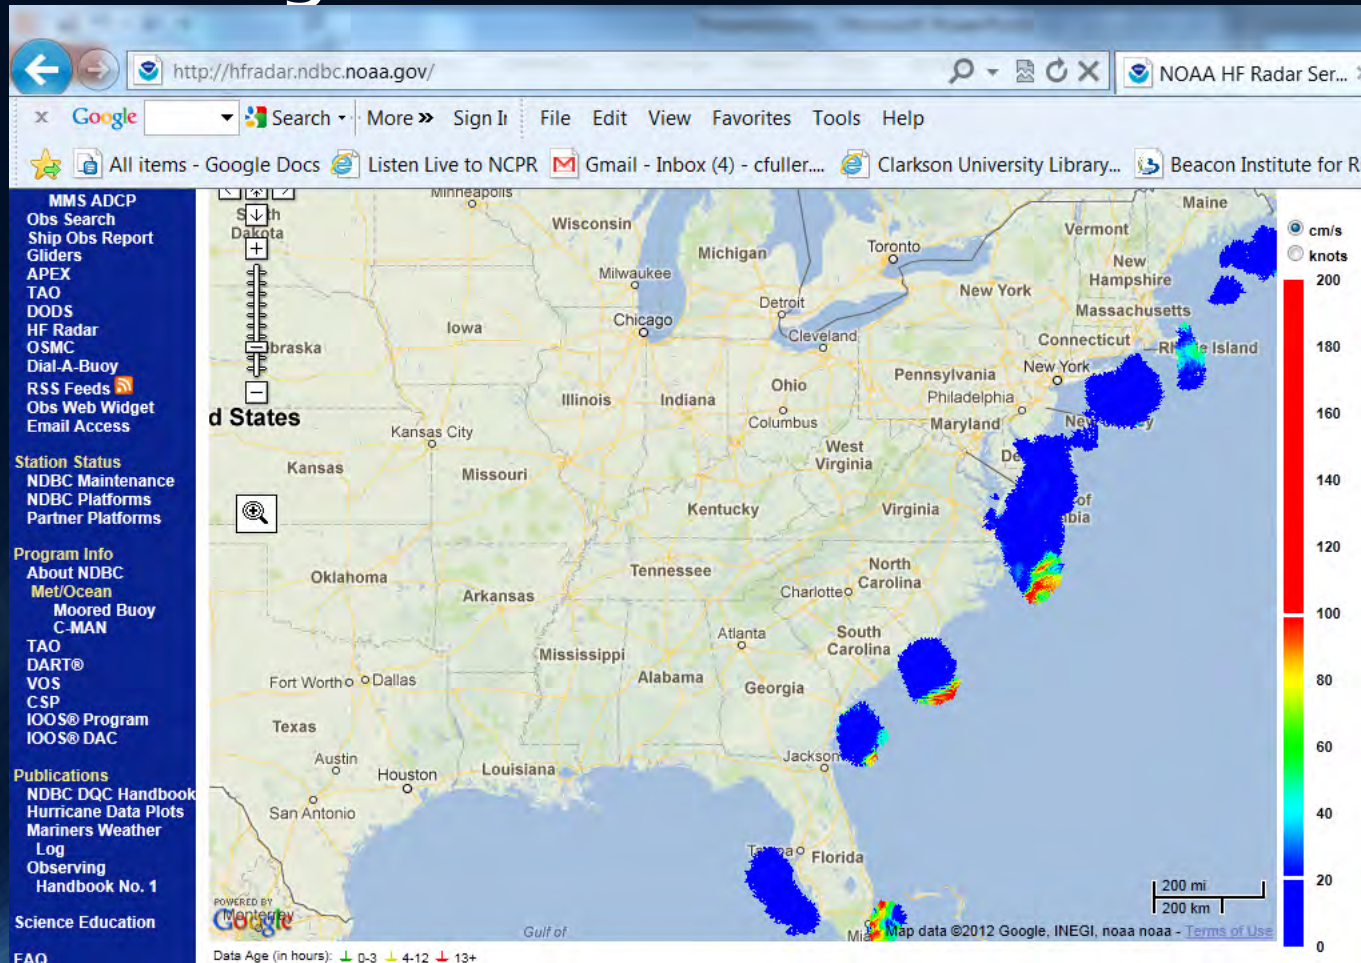 http://hfradar.ndbc.noaa.gov/
NOAA HF Radar Ser...
x Google Search More » Sign Ir File Edit View Favorites Tools Help
All items - Google Docs Listen Live to NCPR Gmail - Inbox (4) - cfuller.... Clarkson University Library... Beacon Institute for R
MMS ADCP
Obs Search
Ship Obs Report
Gliders
APEX
TAO
DODS
HF Radar
OSMC
Dial-A-Buoy
RSS Feeds
Obs Web Widget
Email Access
Station Status
NDBC Maintenance
NDBC Platforms
Partner Platforms
Program Info
About NDBC
Met/Ocean
Moored Buoy
C-MAN
TAO
DART®
VOS
CSP
IOOS® Program
IOOS® DAC
Publications
NDBC DQC Handbook
Hurricane Data Plots
Mariners Weather
Log
Observing
Handbook No. 1
Science Education
FAQ
Minneapolis
Dakota
Wisconsin
Michigan
Toronto
Vermont
Maine
New
Hampshire
Milwaukee
New York
Massachusetts
Detroit
Chicago
Iowa
Cleveland
Connecticut
braska
Pennsylvania
New York
Ohio
Illinois
Indiana
Philadelphia
d States
Columbus
Maryland
Kansas City
West
Virginia
Kansas
Missouri
Kentucky
Virginia
of
bia
Oklahoma
Tennessee
North
Carolina
Arkansas
Charlotte
Atlanta
South
Carolina
Mississippi
Alabama
Georgia
Fort Worth
Dallas
Texas
Austin
Houston
Louisiana
Jackson
San Antonio
Florida
Monterrey
Gulf of
Mia
POWERED BY
Google
200 mi
200 km
Map data ©2012 Google, INEGI, noaa noaa - Terms of Use
Data Age (in hours): 0-3 4-12 13+
cm/s
knots
200
180
160
140
120
100
80
60
40
20
0